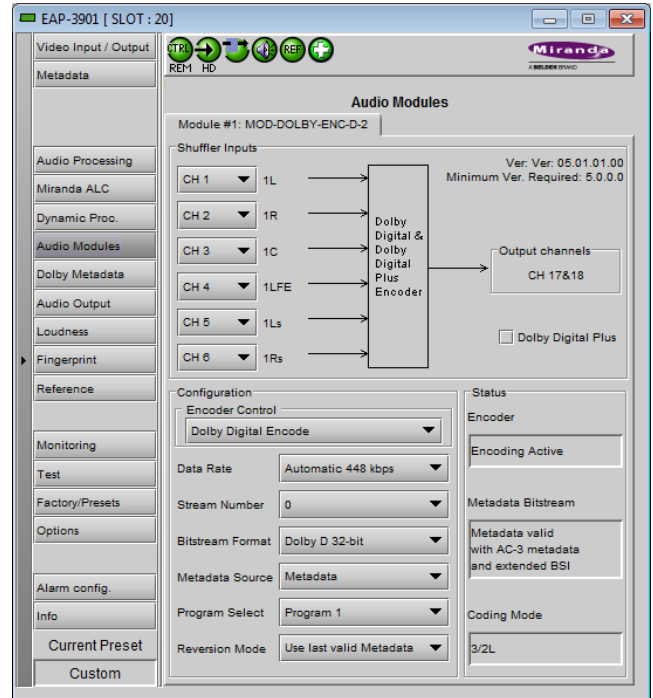 EAP-3901 [ SLOT : 20]
Video Input / Output
Metadata
Audio Processing
Miranda ALC
Dynamic Proc.
Audio Modules
Dolby Metadata
Audio Output
Loudness
Fingerprint
Reference
Monitoring
Test
Factory/Presets
Options
Alarm config.
Info
Current Preset
Custom
CTRL
REF
REM HD
Miranda
A BELDEN BRAND
Audio Modules
Module #1: MOD-DOLBY-ENC-D-2
Shuffler Inputs
Ver: Ver: 05.01.01.00
Minimum Ver. Required: 5.0.0.0
CH 1 1L
CH 2 1R
CH 3 1C
CH 4 1LFE
CH 5 1Ls
CH 6 1Rs
Dolby
Digital &
Dolby
Digital
Plus
Encoder
Output channels
CH 17&18
Dolby Digital Plus
Configuration
Encoder Control
Dolby Digital Encode
Data Rate Automatic 448 kbps
Stream Number 0
Bitstream Format Dolby D 32-bit
Metadata Source Metadata
Program Select Program 1
Reversion Mode Use last valid Metadata
Status
Encoder
Encoding Active
Metadata Bitstream
Metadata valid
with AC-3 metadata
and extended BSI
Coding Mode
3/2L